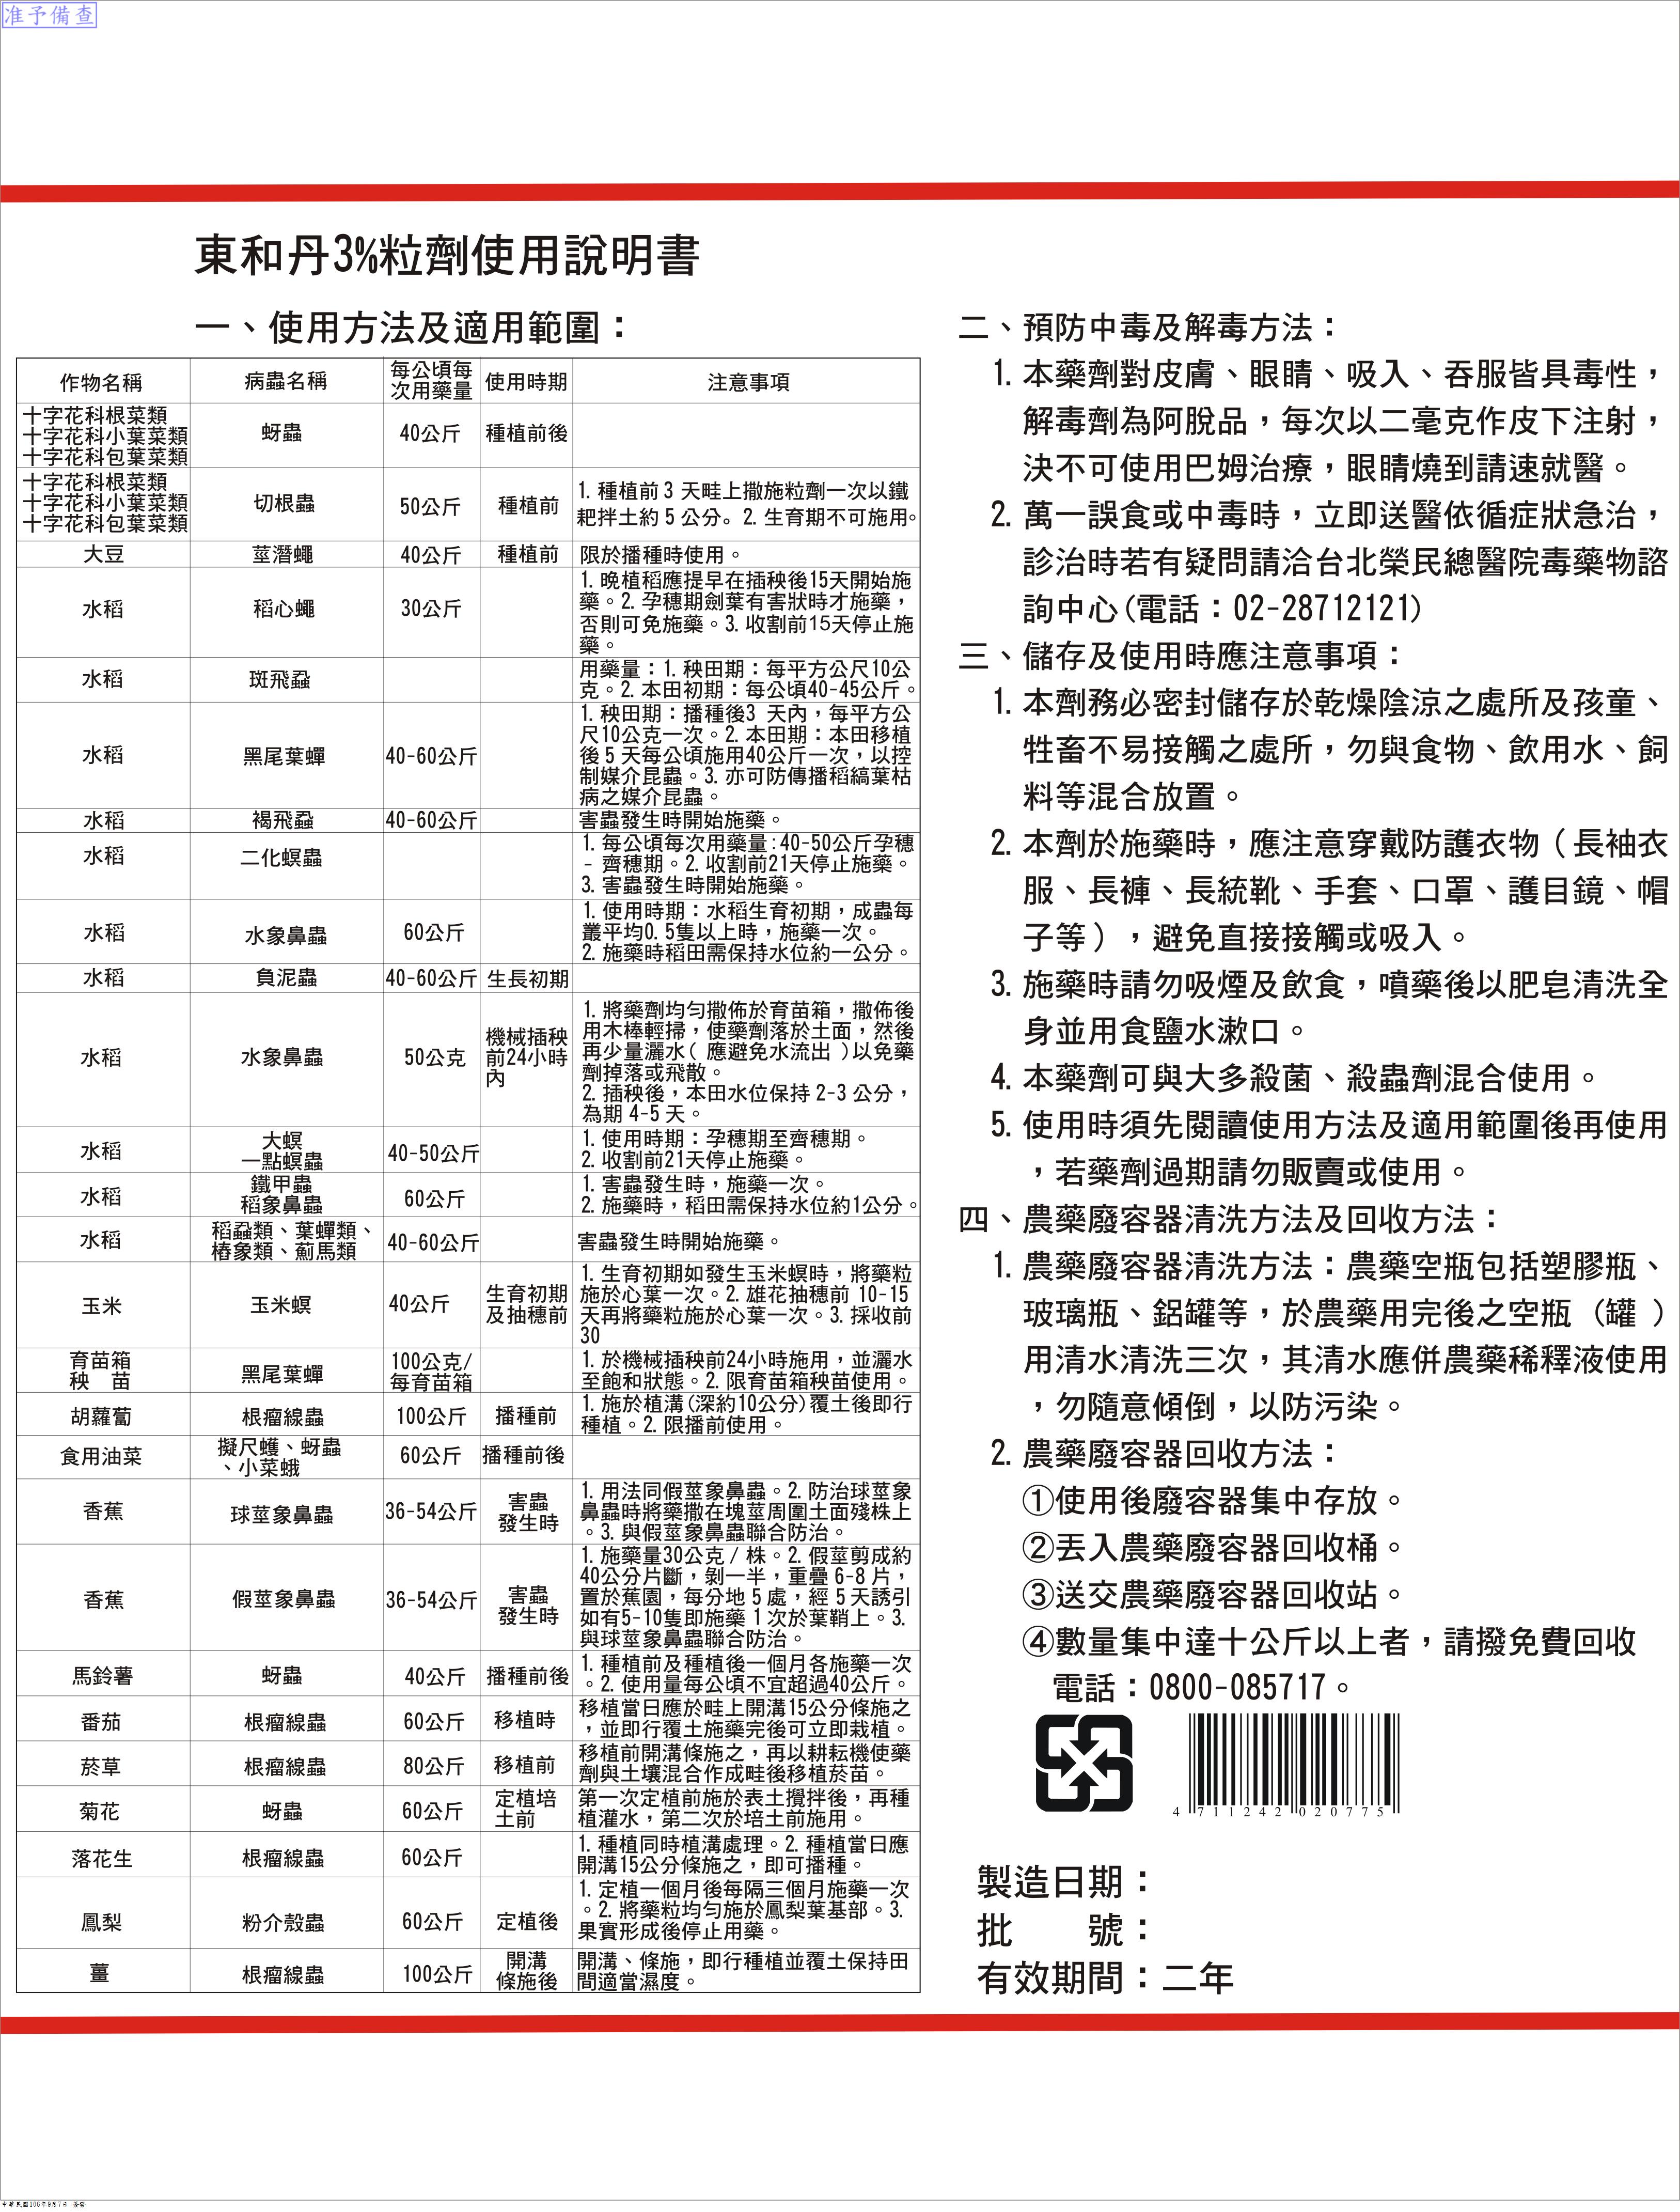 准予備查
東和丹3%粒劑使用說明書
一、使用方法及適用範圍：
作物名稱 病蟲名稱 每公頃每次用藥量 使用時期 注意事項
十字花科根菜類
十字花科小葉菜類 蚜蟲 40公斤 種植前後
十字花科包葉菜類
十字花科根菜類
十字花科小葉菜類 切根蟲 50公斤 種植前 1.種植前3 天畦上撒施粒劑一次以鐵
十字花科包葉菜類 耙拌土約 5 公分。2.生育期不可施用。
大豆 莖潛蠅 40公斤 種植前 限於播種時使用。
水稻 稻心蠅 30公斤 1.晚植稻應提早在插秧後15天開始施
藥。2.孕穗期劍葉有害狀時才施藥，
否則可免施藥。3.收割前15天停止施
藥。
水稻 斑飛蝨 用藥量：1.秧田期：每平方公尺10公
克。2.本田初期：每公頃40-45公斤。
水稻 黑尾葉蟬 40-60公斤 1.秧田期：播種後3 天內，每平方公
尺10公克一次。2.本田期：本田移植
後 5 天每公頃施用40公斤一次，以控
制媒介昆蟲。3.亦可防傳播稻縞葉枯
病之媒介昆蟲。
水稻 褐飛蝨 40-60公斤 害蟲發生時開始施藥。
水稻 二化螟蟲 1.每公頃每次用藥量:40-50公斤孕穗
- 齊穗期。2.收割前21天停止施藥。
3.害蟲發生時開始施藥。
水稻 水象鼻蟲 60公斤 1.使用時期：水稻生育初期，成蟲每
叢平均0.5隻以上時，施藥一次。
2.施藥時稻田需保持水位約一公分。
水稻 負泥蟲 40-60公斤 生長初期
水稻 水象鼻蟲 50公克 機械插秧前24小時內 1.將藥劑均勻撒佈於育苗箱，撒佈後
用木棒輕掃，使藥劑落於土面，然後
再少量灑水( 應避免水流出 )以免藥
劑掉落或飛散。
2.插秧後，本田水位保持 2-3 公分，
為期 4-5 天。
水稻 大螟 一點螟蟲 40-50公斤 1.使用時期：孕穗期至齊穗期。
2.收割前21天停止施藥。
水稻 鐵甲蟲 稻象鼻蟲 60公斤 1.害蟲發生時，施藥一次。
2.施藥時，稻田需保持水位約1公分。
水稻 稻蝨類、葉蟬類、椿象類、薊馬類 40-60公斤 害蟲發生時開始施藥。
玉米 玉米螟 40公斤 生育初期及抽穗前 1.生育初期如發生玉米螟時，將藥粒
施於心葉一次。2.雄花抽穗前 10-15
天再將藥粒施於心葉一次。3.採收前
30
育苗箱秧　苗 黑尾葉蟬 100公克/每育苗箱 1.於機械插秧前24小時施用，並灑水
至飽和狀態。2.限育苗箱秧苗使用。
胡蘿蔔 根瘤線蟲 100公斤 播種前 1.施於植溝(深約10公分)覆土後即行
種植。2.限播前使用。
食用油菜 擬尺蠖、蚜蟲、小菜蛾 60公斤 播種前後
香蕉 球莖象鼻蟲 36-54公斤 害蟲發生時 1.用法同假莖象鼻蟲。2.防治球莖象
鼻蟲時將藥撒在塊莖周圍土面殘株上
。3.與假莖象鼻蟲聯合防治。
香蕉 假莖象鼻蟲 36-54公斤 害蟲發生時 1.施藥量30公克 / 株。2.假莖剪成約
40公分片斷，剝一半，重疊 6-8 片，
置於蕉園，每分地 5 處，經 5 天誘引
如有5-10隻即施藥 1 次於葉鞘上。3.
與球莖象鼻蟲聯合防治。
馬鈴薯 蚜蟲 40公斤 播種前後 1.種植前及種植後一個月各施藥一次
。2.使用量每公頃不宜超過40公斤。
番茄 根瘤線蟲 60公斤 移植時 移植當日應於畦上開溝15公分條施之
，並即行覆土施藥完後可立即栽植。
菸草 根瘤線蟲 80公斤 移植前 移植前開溝條施之，再以耕耘機使藥
劑與土壤混合作成畦後移植菸苗。
菊花 蚜蟲 60公斤 定植培土前 第一次定植前施於表土攪拌後，再種
植灌水，第二次於培土前施用。
落花生 根瘤線蟲 60公斤 1.種植同時植溝處理。2.種植當日應
開溝15公分條施之，即可播種。
鳳梨 粉介殼蟲 60公斤 定植後 1.定植一個月後每隔三個月施藥一次
。2.將藥粒均勻施於鳳梨葉基部。3.
果實形成後停止用藥。
薑 根瘤線蟲 100公斤 開溝條施後 開溝、條施，即行種植並覆土保持田
間適當濕度。
二、預防中毒及解毒方法：
1.本藥劑對皮膚、眼睛、吸入、吞服皆具毒性，
解毒劑為阿脫品，每次以二毫克作皮下注射，
決不可使用巴姆治療，眼睛燒到請速就醫。
2.萬一誤食或中毒時，立即送醫依循症狀急治，
診治時若有疑問請洽台北榮民總醫院毒藥物諮
詢中心(電話：02-28712121)
三、儲存及使用時應注意事項：
1.本劑務必密封儲存於乾燥陰涼之處所及孩童、
牲畜不易接觸之處所，勿與食物、飲用水、飼
料等混合放置。
2.本劑於施藥時，應注意穿戴防護衣物（長袖衣
服、長褲、長統靴、手套、口罩、護目鏡、帽
子等），避免直接接觸或吸入。
3.施藥時請勿吸煙及飲食，噴藥後以肥皂清洗全
身並用食鹽水漱口。
4.本藥劑可與大多殺菌、殺蟲劑混合使用。
5.使用時須先閱讀使用方法及適用範圍後再使用
，若藥劑過期請勿販賣或使用。
四、農藥廢容器清洗方法及回收方法：
1.農藥廢容器清洗方法：農藥空瓶包括塑膠瓶、
玻璃瓶、鋁罐等，於農藥用完後之空瓶（罐 ）
用清水清洗三次，其清水應併農藥稀釋液使用
，勿隨意傾倒，以防污染。
2.農藥廢容器回收方法：
①使用後廢容器集中存放。
②丟入農藥廢容器回收桶。
③送交農藥廢容器回收站。
④數量集中達十公斤以上者，請撥免費回收
電話：0800-085717。
4 711242 020775
製造日期：
批　　號：
有效期間：二年
中華民國106年9月7日 簽發